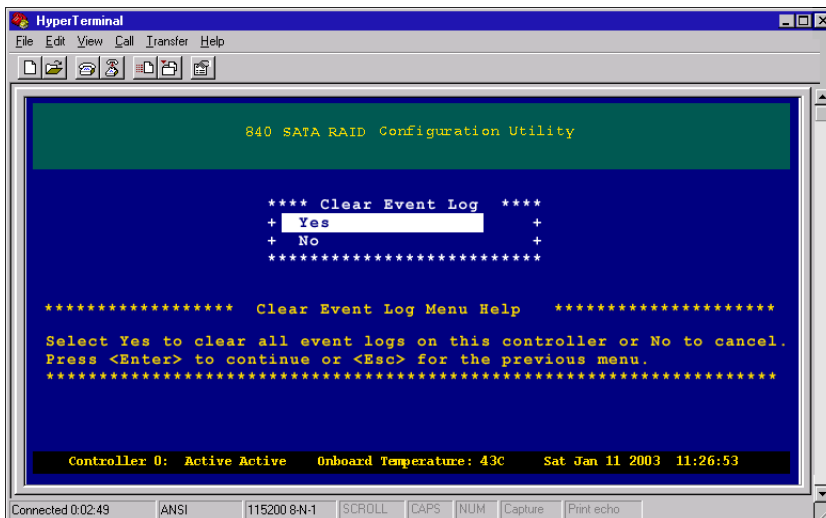 HyperTerminal
File Edit View Call Transfer Help
840 SATA RAID Configuration Utility
**** Clear Event Log ****
+ Yes +
+ No +
**************************
****************** Clear Event Log Menu Help *********************
Select Yes to clear all event logs on this controller or No to cancel.
Press <Enter> to continue or <Esc> for the previous menu.
**********************************************************************
Controller 0: Active Active Onboard Temperature: 43C Sat Jan 11 2003 11:26:53
Connected 0:02:49 ANSI 115200 8-N-1 SCROLL CAPS NUM Capture Print echo